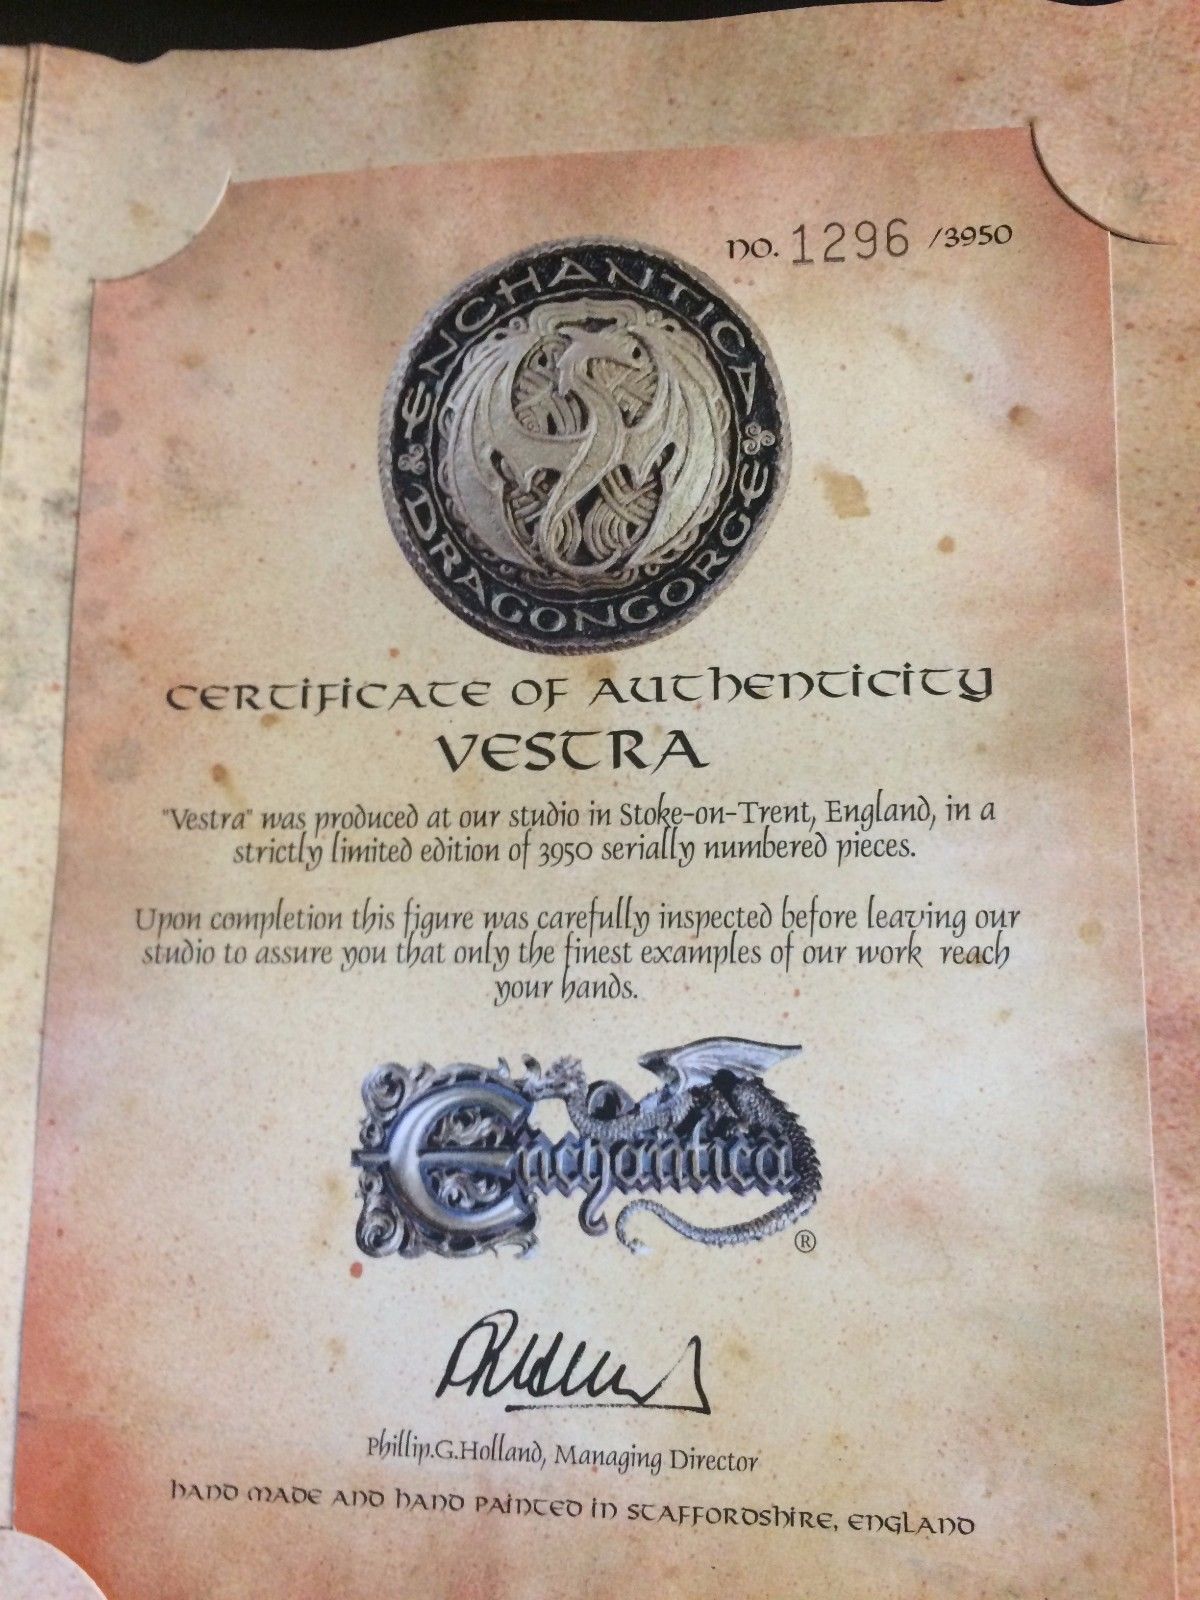 no. 1296 /3950
ENCHANTICA
DRAGONGORGE
CERTIFICATE OF AUTHENTICITY
VESTRA
"Vestra" was produced at our studio in Stoke-on-Trent, England, in a
strictly limited edition of 3950 serially numbered pieces.
Upon completion this figure was carefully inspected before leaving our
studio to assure you that only the finest examples of our work reach
your hands.
Enchantica
®
Phillip.G.Holland, Managing Director
HAND MADE AND HAND PAINTED IN STAFFORDSHIRE, ENGLAND